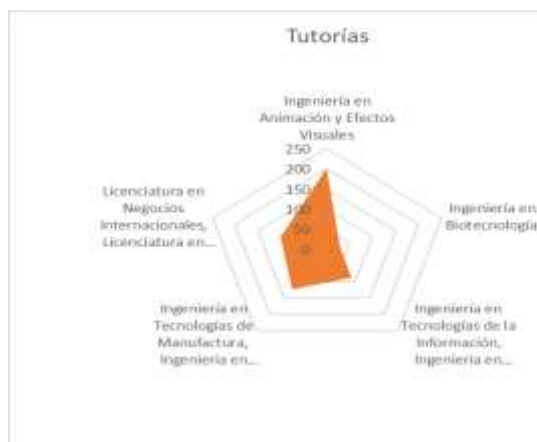 Tutorías
Ingeniería en
Animación y Efectos
Visuales
250
200
150
100
50
0
Ingeniería en
Biotecnología
Ingeniería en
Tecnologías de la
Información,
Ingeniería en...
Ingeniería en
Tecnologías de
Manufactura,
Ingeniería en...
Licenciatura en
Negocios
Internacionales,
Licenciatura en...